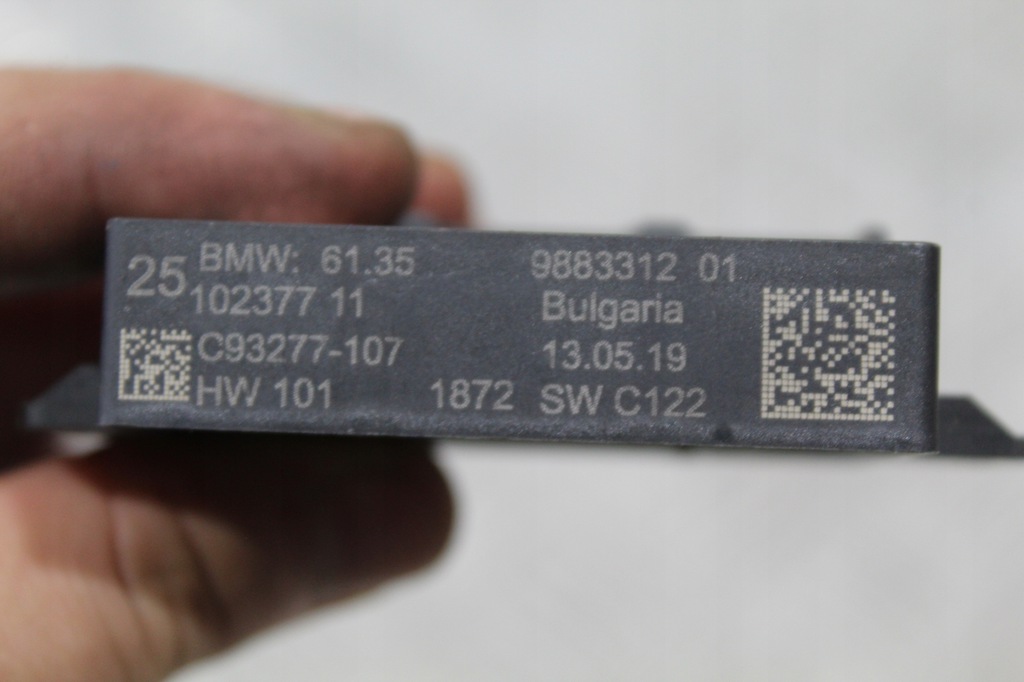 25 BMW: 61.35 9883312 01
102377 11 Bulgaria
C93277-107 13.05.19
HW 101 1872 SW C122